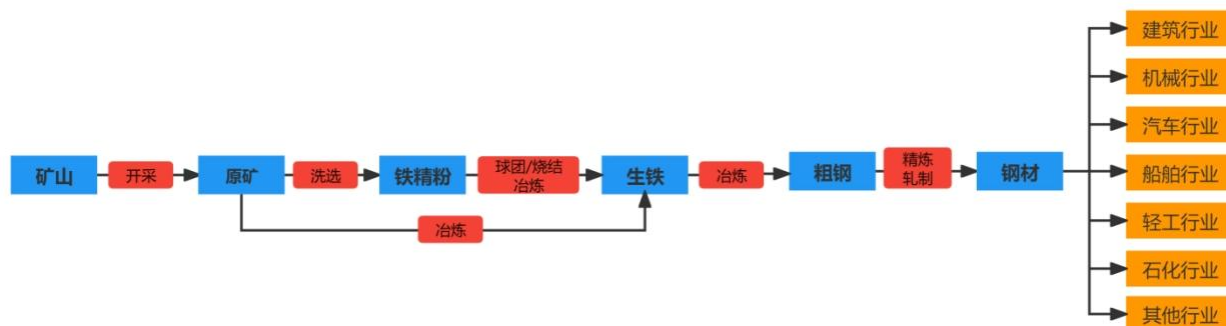 矿山
开采
原矿
洗选
铁精粉
球团/烧结
冶炼
生铁
冶炼
粗钢
精炼
轧制
钢材
冶炼
建筑行业
机械行业
汽车行业
船舶行业
轻工行业
石化行业
其他行业